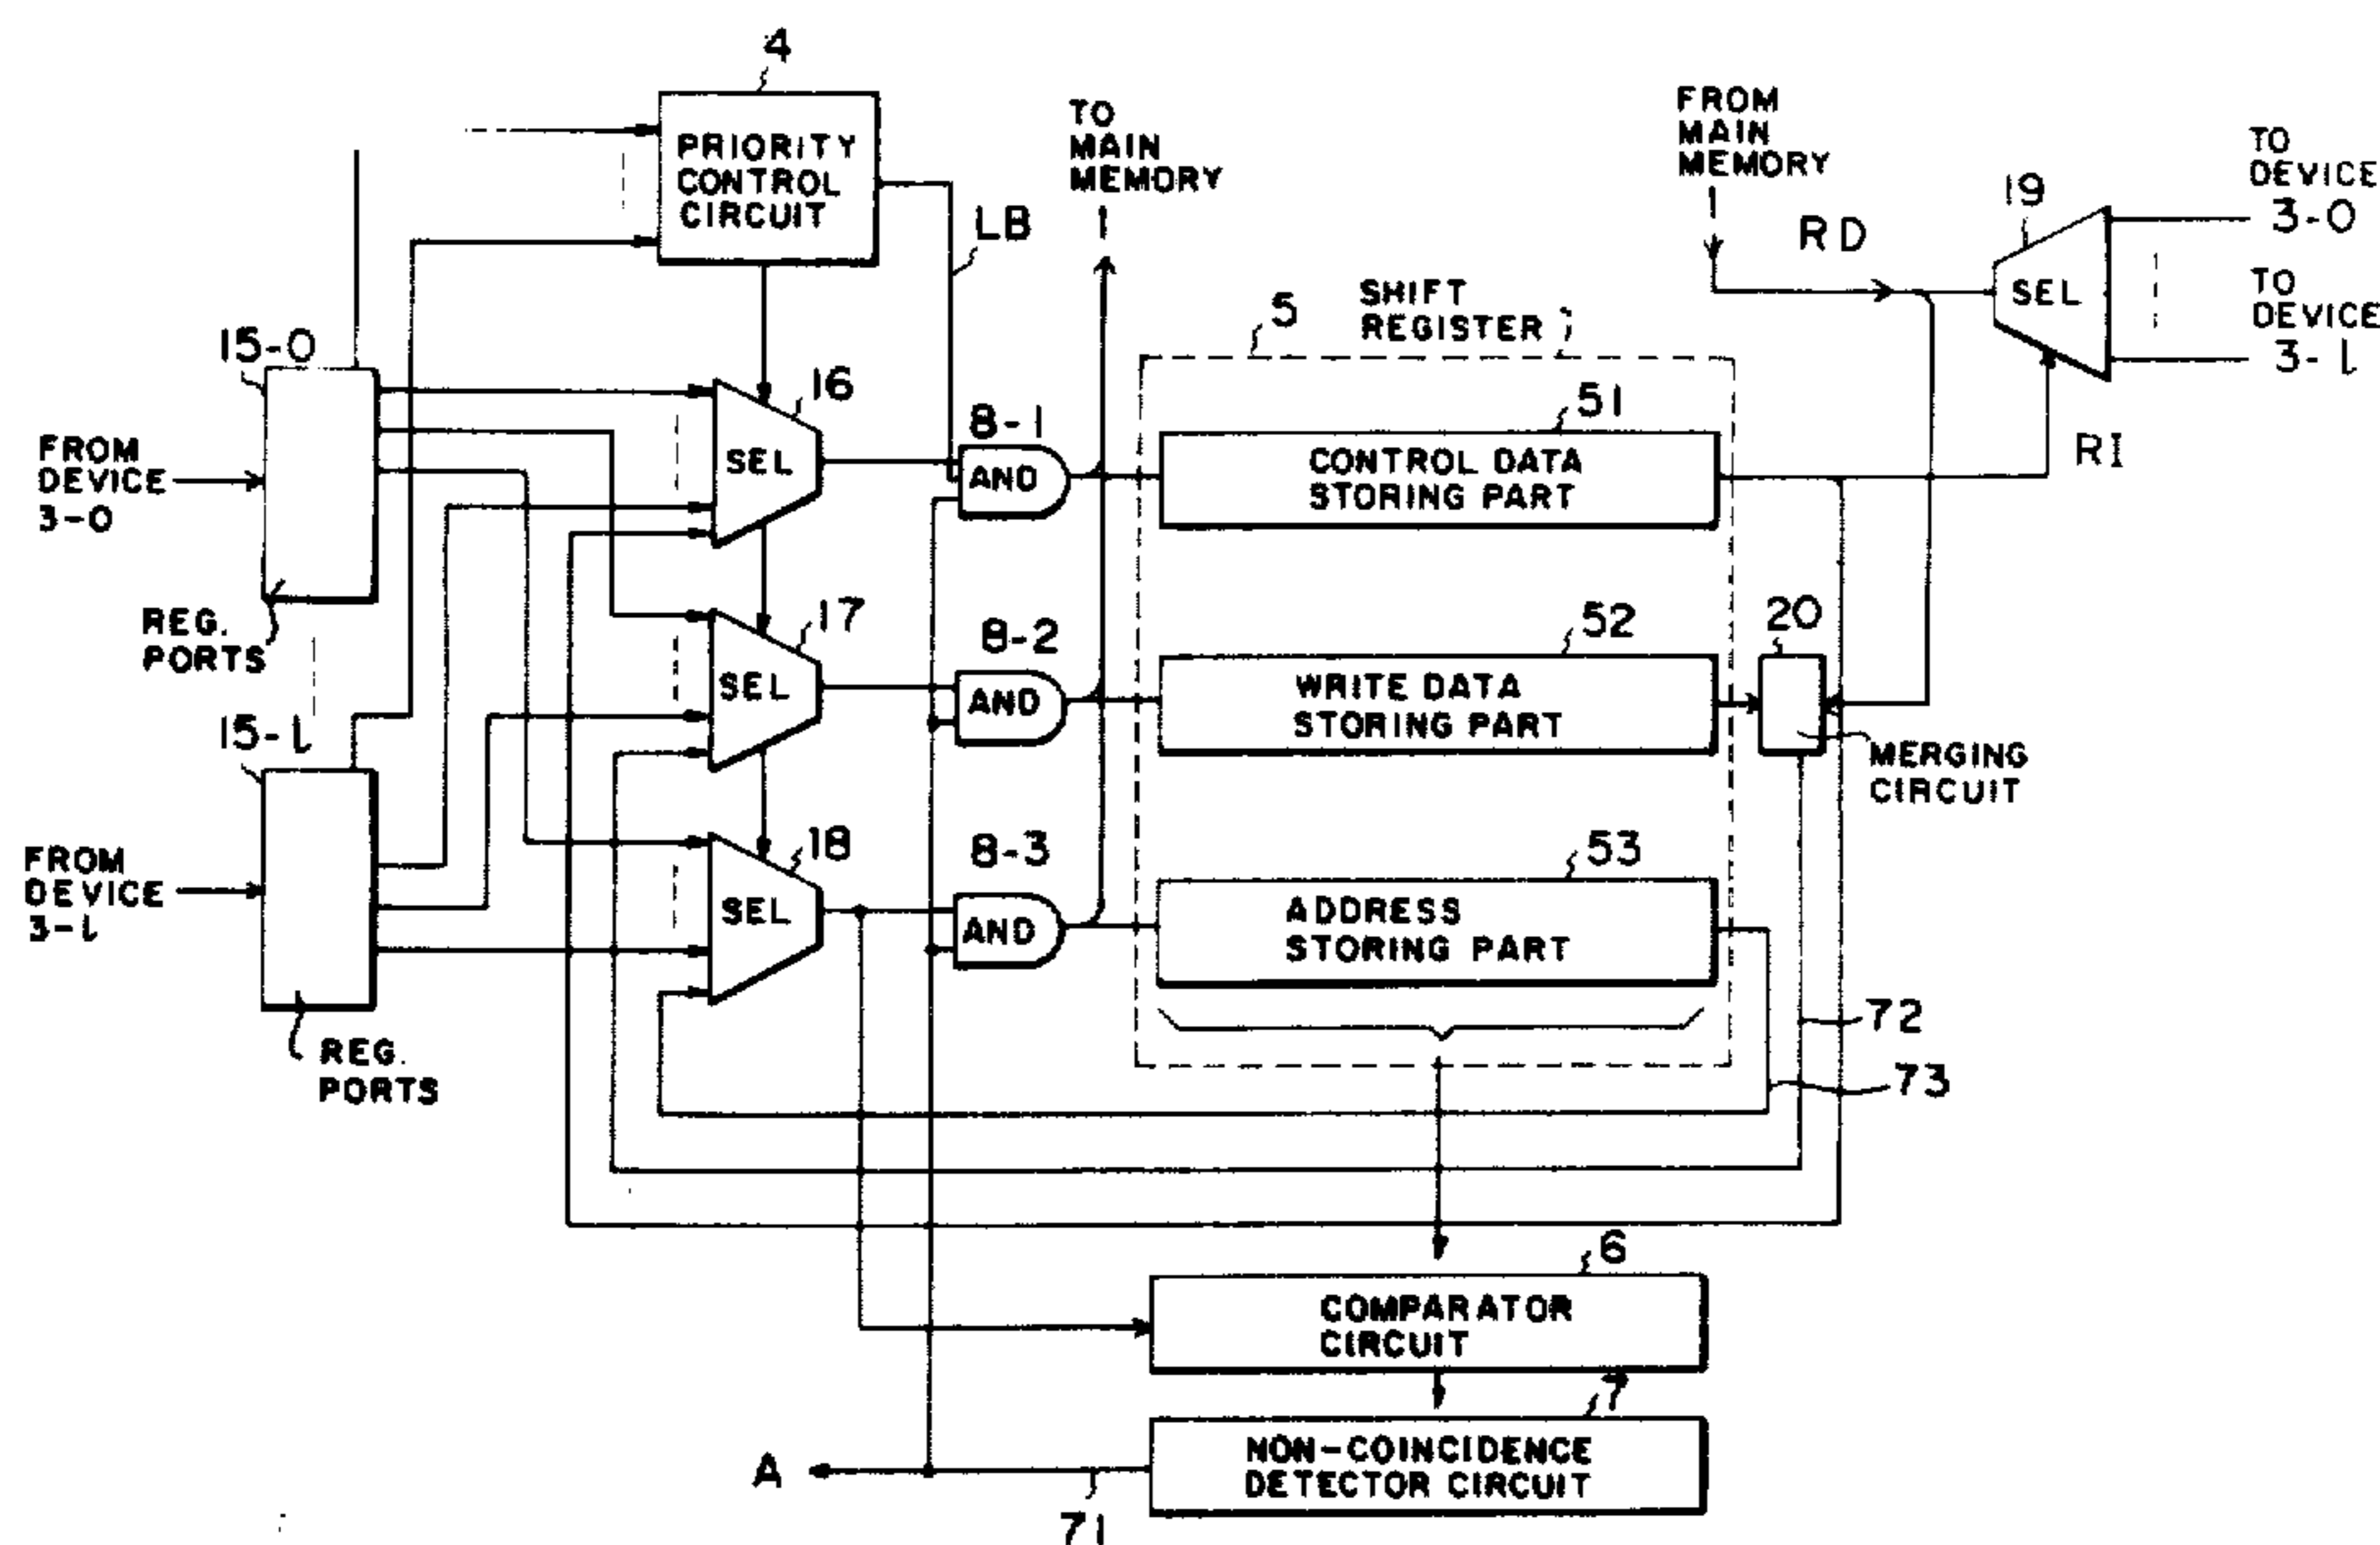 4
PRIORITY
CONTROL
CIRCUIT
TO
MAIN
MEMORY
LB
FROM
MAIN
MEMORY
RD
19
SEL
TO
DEVICE
3-0
TO
DEVICE
3-l
RI
5
SHIFT
REGISTER
15-0
FROM
DEVICE
3-0
REG.
PORTS
16
SEL
8-1
AND
51
CONTROL DATA
STORING PART
17
SEL
8-2
AND
52
WRITE DATA
STORING PART
20
MERGING
CIRCUIT
15-l
FROM
DEVICE
3-l
REG.
PORTS
18
SEL
8-3
AND
53
ADDRESS
STORING PART
72
73
6
COMPARATOR
CIRCUIT
7
NON-COINCIDENCE
DETECTOR CIRCUIT
A
71